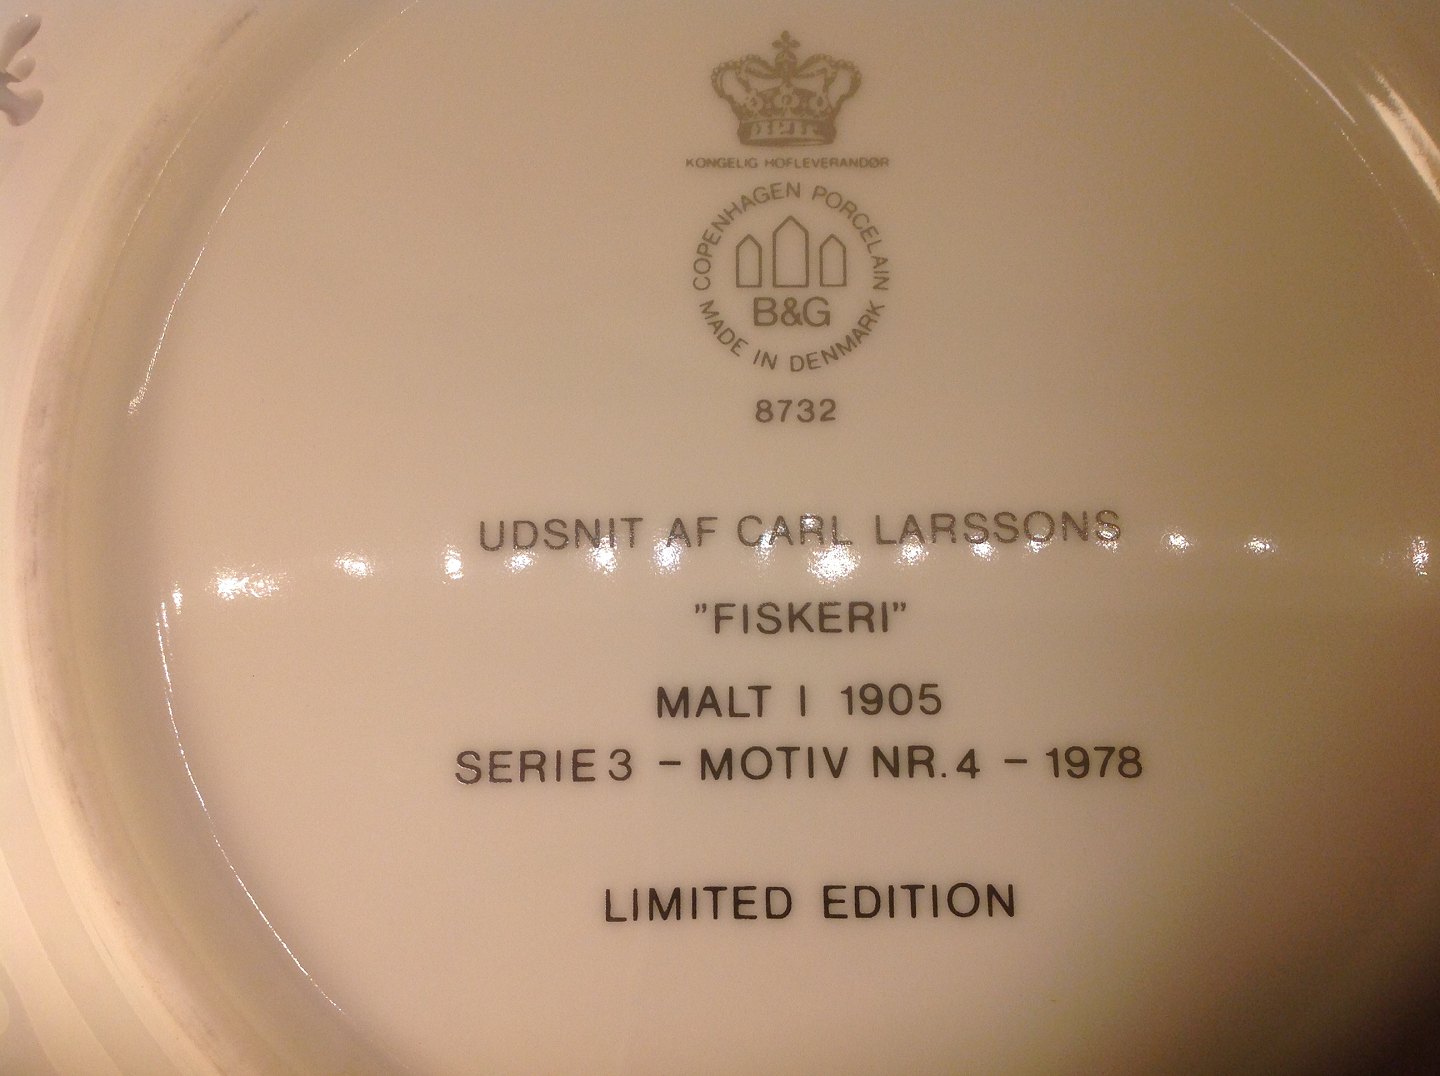 KONGELIG HOFLEVERANDØR
COPENHAGEN PORCELAIN
B&G
MADE IN DENMARK
8732
UDSNIT AF CARL LARSSONS
"FISKERI"
MALT I 1905
SERIE 3 - MOTIV NR. 4 - 1978
LIMITED EDITION